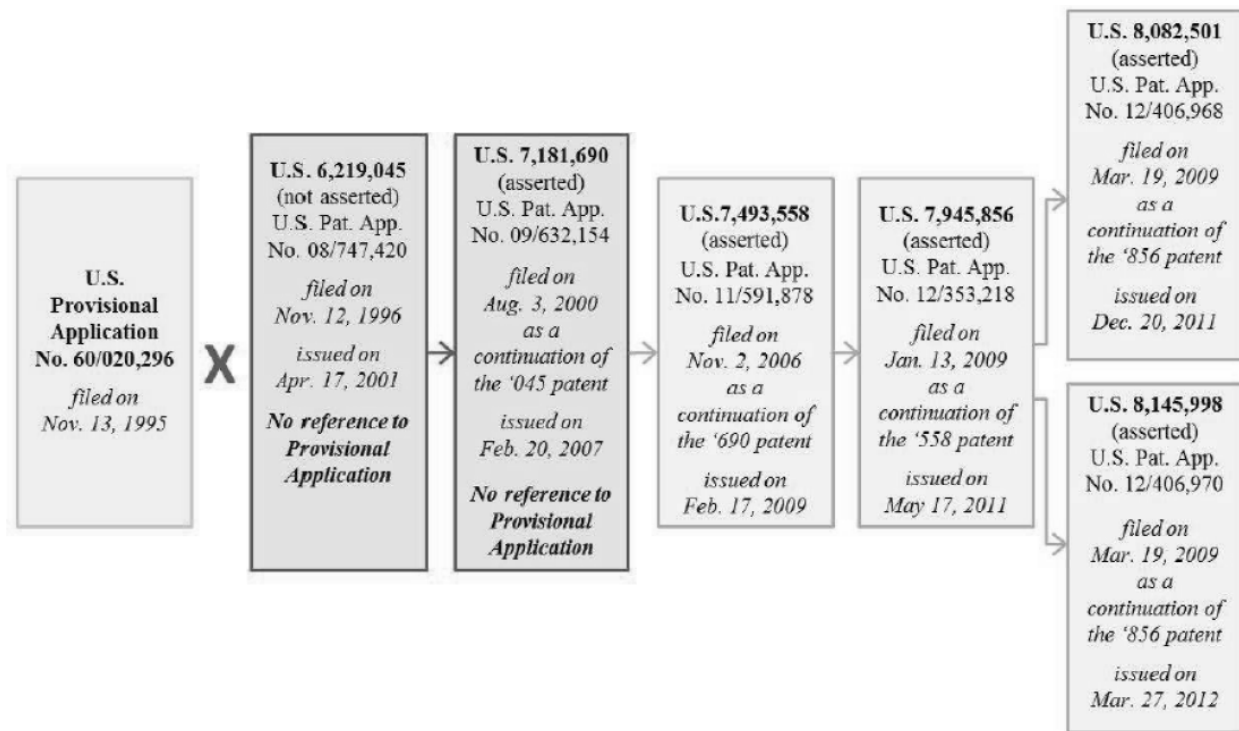 U.S.
Provisional
Application
No. 60/020,296
filed on
Nov. 13, 1995
X
U.S. 6,219,045
(not asserted)
U.S. Pat. App.
No. 08/747,420
filed on
Nov. 12, 1996
issued on
Apr. 17, 2001
No reference to
Provisional
Application
U.S. 7,181,690
(asserted)
U.S. Pat. App.
No. 09/632,154
filed on
Aug. 3, 2000
as a
continuation of
the ‘045 patent
issued on
Feb. 20, 2007
No reference to
Provisional
Application
U.S.7,493,558
(asserted)
U.S. Pat. App.
No. 11/591,878
filed on
Nov. 2, 2006
as a
continuation of
the ‘690 patent
issued on
Feb. 17, 2009
U.S. 7,945,856
(asserted)
U.S. Pat. App.
No. 12/353,218
filed on
Jan. 13, 2009
as a
continuation of
the ‘558 patent
issued on
May 17, 2011
U.S. 8,082,501
(asserted)
U.S. Pat. App.
No. 12/406,968
filed on
Mar. 19, 2009
as a
continuation of
the ‘856 patent
issued on
Dec. 20, 2011
U.S. 8,145,998
(asserted)
U.S. Pat. App.
No. 12/406,970
filed on
Mar. 19, 2009
as a
continuation of
the ‘856 patent
issued on
Mar. 27, 2012